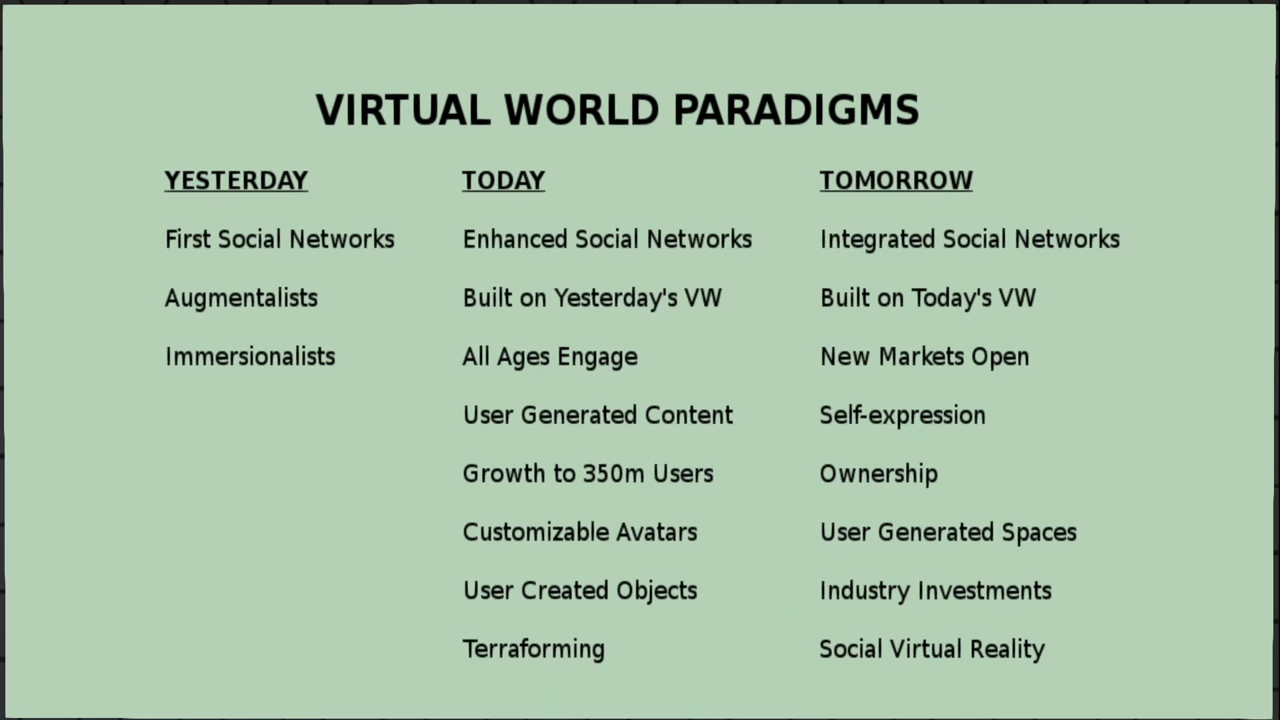 VIRTUAL WORLD PARADIGMS
YESTERDAY
First Social Networks
Augmentalists
Immersionalists
TODAY
Enhanced Social Networks
Built on Yesterday's VW
All Ages Engage
User Generated Content
Growth to 350m Users
Customizable Avatars
User Created Objects
Terraforming
TOMORROW
Integrated Social Networks
Built on Today's VW
New Markets Open
Self-expression
Ownership
User Generated Spaces
Industry Investments
Social Virtual Reality